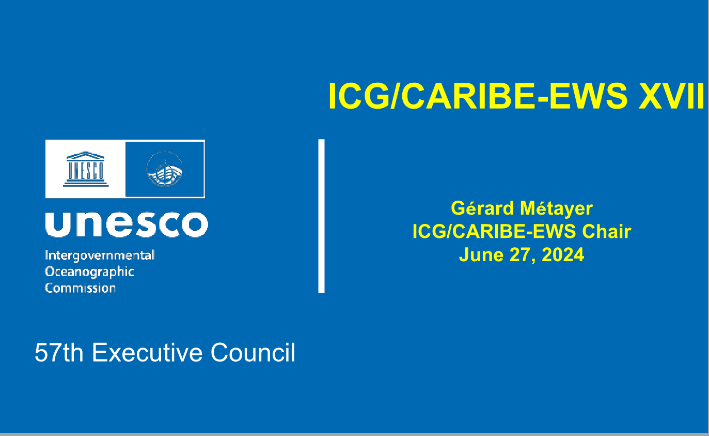 ICG/CARIBE-EWS XVII
UNESCO
unesco
Intergovernmental
Oceanographic
Commission
Gérard Métayer
ICG/CARIBE-EWS Chair
June 27, 2024
57th Executive Council